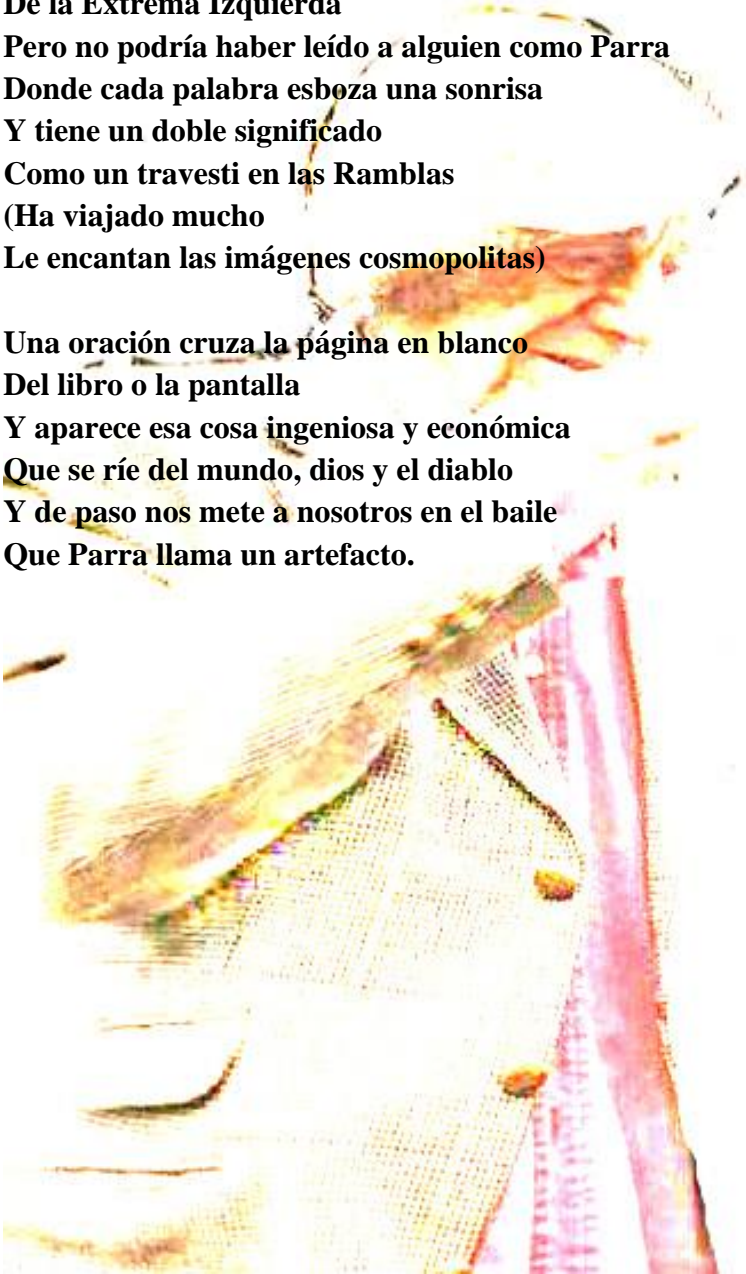 De la Extrema Izquierda
Pero no podría haber leído a alguien como Parra
Donde cada palabra esboza una sonrisa
Y tiene un doble significado
Como un travesti en las Ramblas
(Ha viajado mucho
Le encantan las imágenes cosmopolitas)
Una oración cruza la página en blanco
Del libro o la pantalla
Y aparece esa cosa ingeniosa y económica
Que se ríe del mundo, dios y el diablo
Y de paso nos mete a nosotros en el baile
Que Parra llama un artefacto.